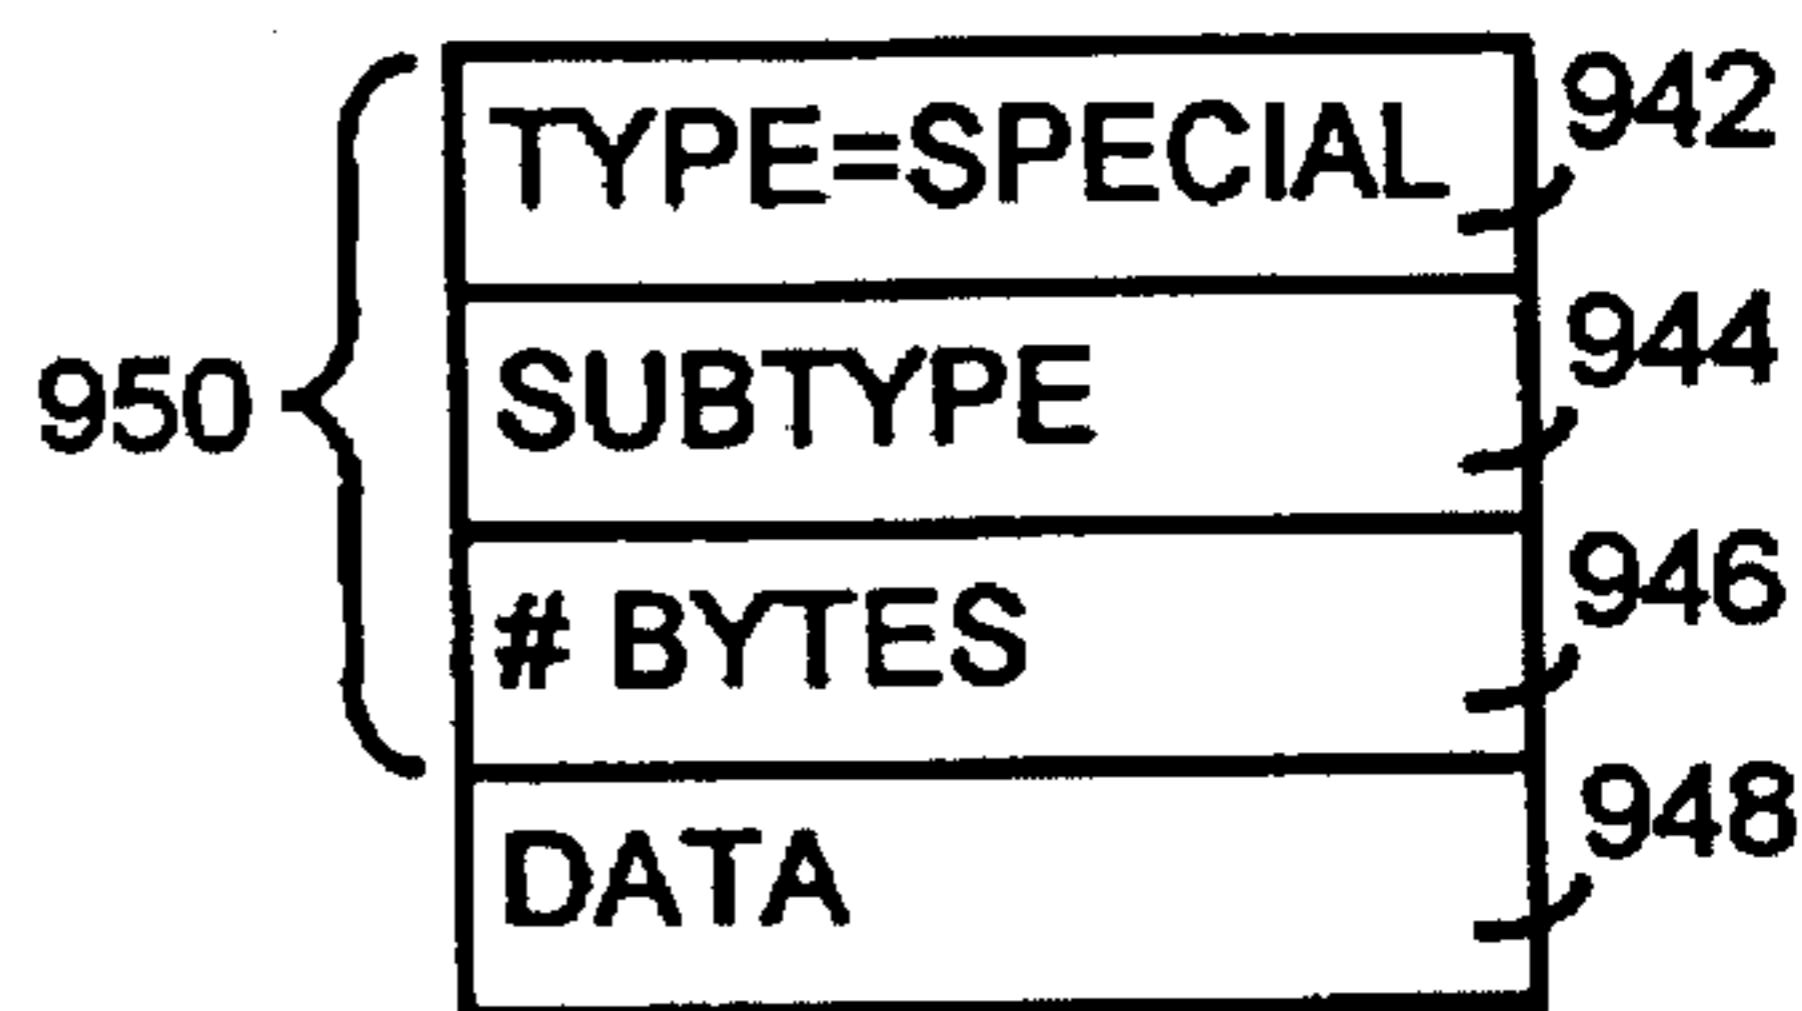 TYPE=SPECIAL 942
SUBTYPE 944
950
# BYTES 946
DATA 948